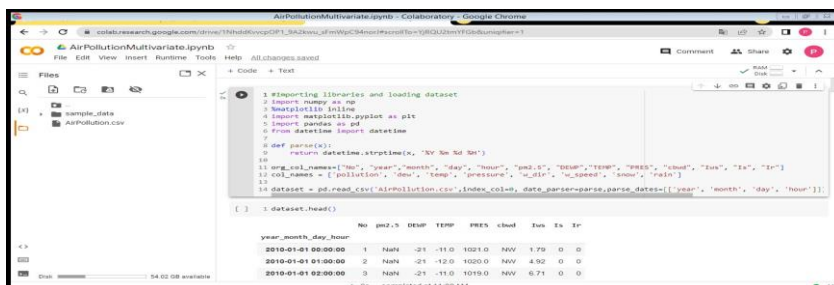 AirPollutionMultivariate.ipynb - Colaboratory - Google Chrome
colab.research.google.com/drive/
AirPollutionMultivariate.ipynb
File Edit View Insert Runtime Tools Help All changes saved
Comment Share P
Files
+ Code + Text
RAM
Disk
..
sample_data
AirPollution.csv
{x}
1 #Importing libraries and loading dataset
2 import numpy as np
3 %matplotlib inline
4 import matplotlib.pyplot as plt
5 import pandas as pd
6 from datetime import datetime
7
8 def parse(x):
9 return datetime.strptime(x, '%Y %m %d %H')
10
11 org_col_names=["No", "year","month", "day", "hour", "pm2.5", "DEWP","TEMP", "PRES", "cbwd", "Iws", "Is", "Ir"]
12 col_names = ['pollution', 'dew', 'temp', 'pressure', 'w_dir', 'w_speed', 'snow', 'rain']
13
14 dataset = pd.read_csv('AirPollution.csv',index_col=0, date_parser=parse,parse_dates=[['year', 'month', 'day', 'hour']]
[ ] 1 dataset.head()
No pm2.5 DEWP TEMP PRES cbwd Iws Is Ir
year_month_day_hour
2010-01-01 00:00:00 1 NaN -21 -11.0 1021.0 NW 1.79 0 0
2010-01-01 01:00:00 2 NaN -21 -12.0 1020.0 NW 4.92 0 0
2010-01-01 02:00:00 3 NaN -21 -11.0 1019.0 NW 6.71 0 0
Disk 54.02 GB available